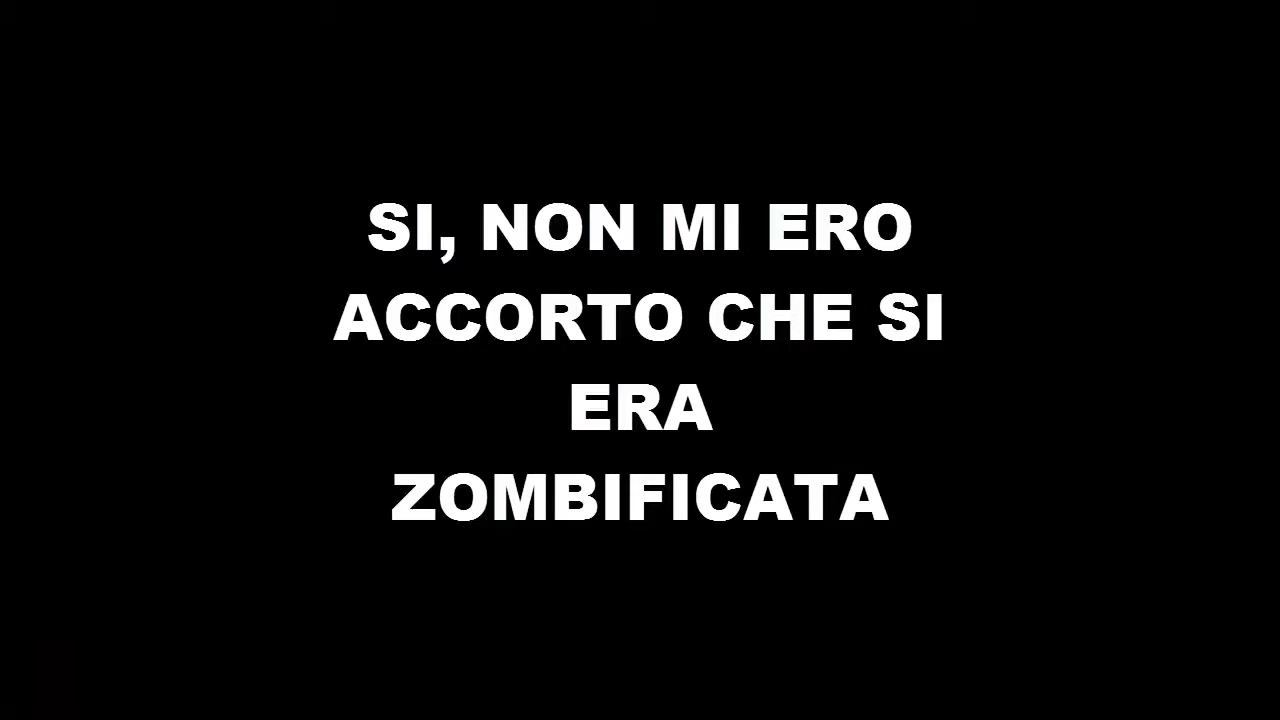 SI, NON MI ERO
ACCORTO CHE SI
ERA
ZOMBIFICATA